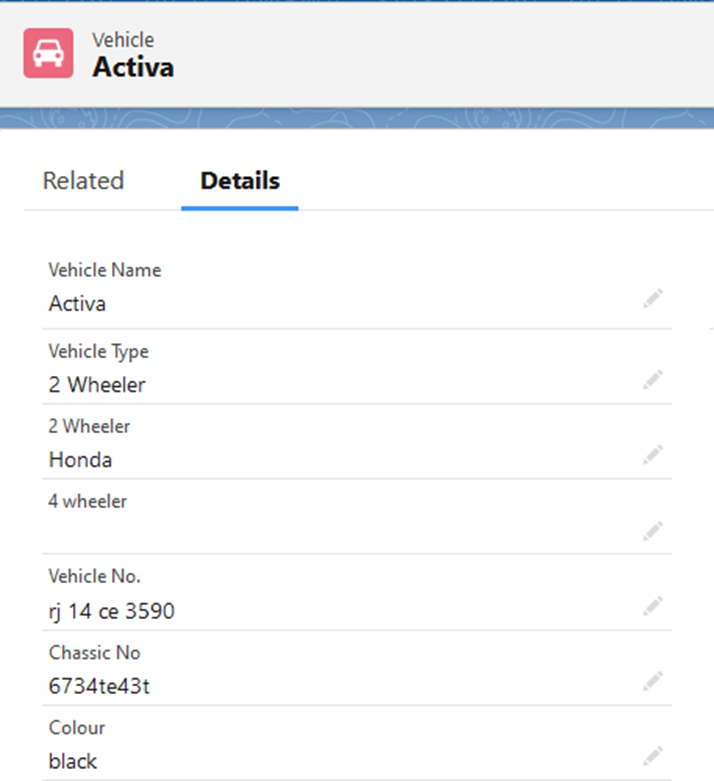 Vehicle
Activa
Related Details
Vehicle Name
Activa
Vehicle Type
2 Wheeler
2 Wheeler
Honda
4 wheeler
Vehicle No.
rj 14 ce 3590
Chassic No
6734te43t
Colour
black